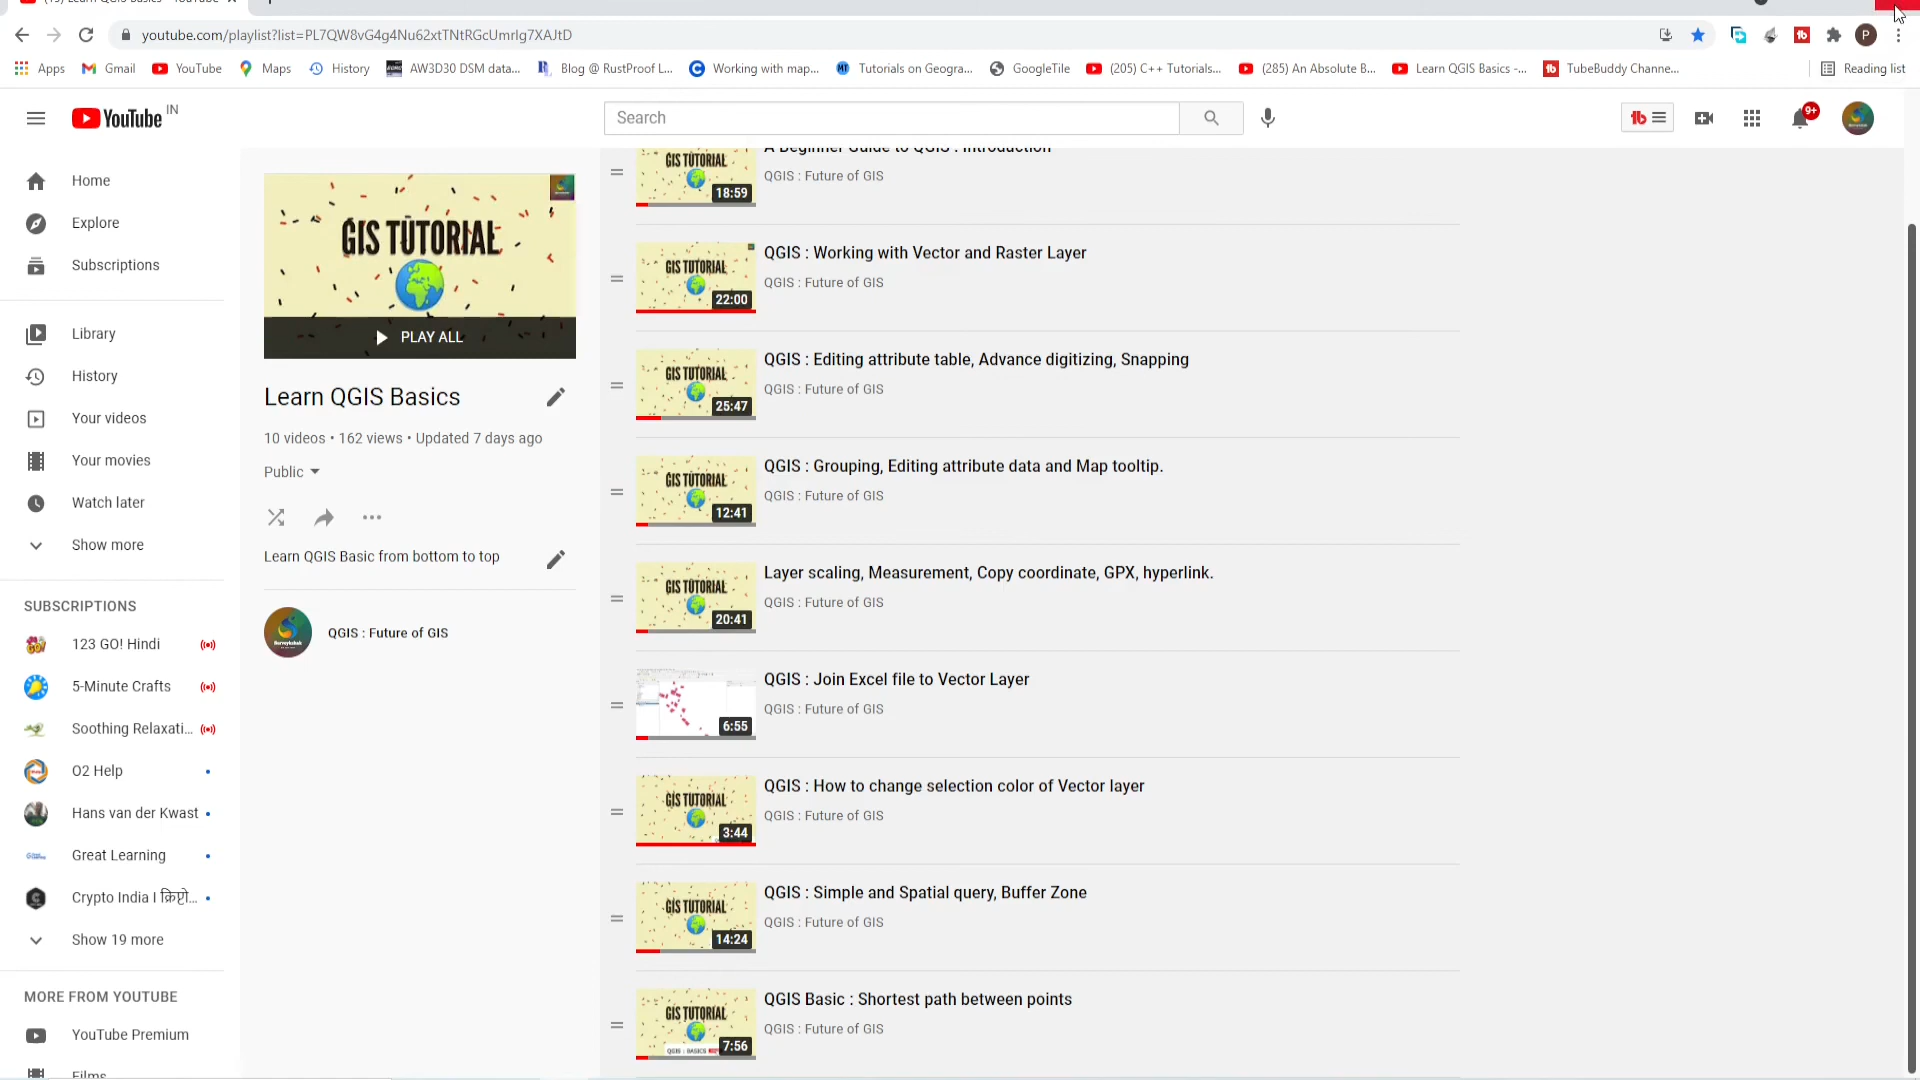 youtube.com/playlist?list=PL7QW8vG4g4Nu62xtTNtRGcUmrIg7XAJtD
P
Apps Gmail YouTube Maps History AW3D30 DSM data... Blog @ RustProof L... Working with map... Tutorials on Geogra... GoogleTile (205) C++ Tutorials... (285) An Absolute B... Learn QGIS Basics -... TubeBuddy Channe... Reading list
YouTube IN
Search
9+
Home
Explore
Subscriptions
Library
History
Your videos
Your movies
Watch later
Show more
SUBSCRIPTIONS
123 GO! Hindi
5-Minute Crafts
Soothing Relaxati...
O2 Help
Hans van der Kwast
Great Learning
Crypto India I क्रिप्टो...
Show 19 more
MORE FROM YOUTUBE
YouTube Premium
Films
GIS TUTORIAL
PLAY ALL
Learn QGIS Basics
10 videos • 162 views • Updated 7 days ago
Public
Learn QGIS Basic from bottom to top
QGIS : Future of GIS
A Beginner Guide to QGIS : Introduction
QGIS : Future of GIS
GIS TUTORIAL
18:59
QGIS : Working with Vector and Raster Layer
QGIS : Future of GIS
GIS TUTORIAL
22:00
QGIS : Editing attribute table, Advance digitizing, Snapping
QGIS : Future of GIS
GIS TUTORIAL
25:47
QGIS : Grouping, Editing attribute data and Map tooltip.
QGIS : Future of GIS
GIS TUTORIAL
12:41
Layer scaling, Measurement, Copy coordinate, GPX, hyperlink.
QGIS : Future of GIS
GIS TUTORIAL
20:41
QGIS : Join Excel file to Vector Layer
QGIS : Future of GIS
6:55
QGIS : How to change selection color of Vector layer
QGIS : Future of GIS
GIS TUTORIAL
3:44
QGIS : Simple and Spatial query, Buffer Zone
QGIS : Future of GIS
GIS TUTORIAL
14:24
QGIS Basic : Shortest path between points
QGIS : Future of GIS
GIS TUTORIAL
QGIS : BASICS
7:56